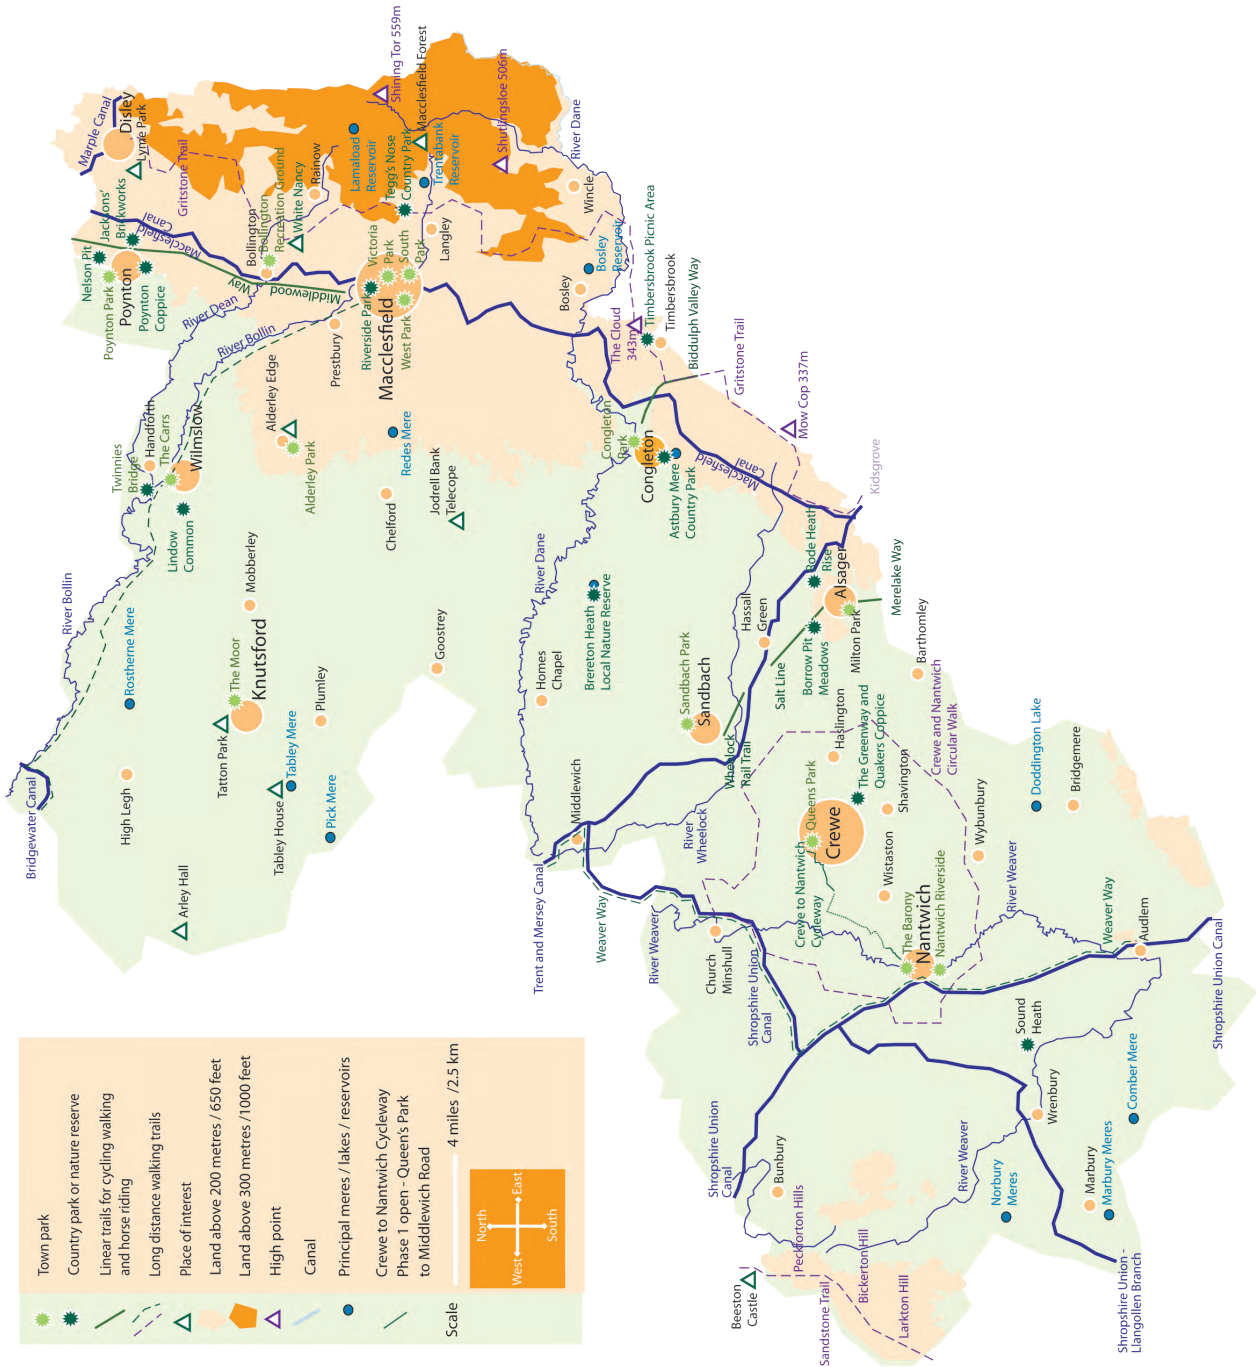 Town park
Country park or nature reserve
Linear trails for cycling walking
and horse riding
Long distance walking trails
Place of interest
Land above 200 metres / 650 feet
Land above 300 metres /1000 feet
High point
Canal
Principal meres / lakes / reservoirs
Crewe to Nantwich Cycleway
Phase 1 open - Queen's Park
to Middlewich Road
Scale
4 miles /2.5 km
North
West
East
South
Bridgewater Canal
River Bollin
High Legh
Rostherne Mere
Arley Hall
Tatton Park
The Moor
Knutsford
Mobberley
Tabley House
Tabley Mere
Plumley
Pick Mere
Lindow
Common
Twinnies
Bridge
Handforth
The Carrs
Wilmslow
Alderley Edge
Alderley Park
River Dean
River Bollin
Nelson Pit
Poynton Park
Poynton
Poynton
Coppice
Jacksons'
Brickworks
Macclesfield
Canal
Marple Canal
Disley
Lyme Park
Gritstone Trail
Middlewood
Way
Bollington
Bollington
Recreation Ground
White Nancy
Rainow
Prestbury
Riverside Park
Victoria
Park
South
Park
West Park
Macclesfield
Lamaload
Reservoir
Tegg's Nose
Country Park
Shining Tor 559m
Macclesfield Forest
Trentabank
Reservoir
Langley
Shutlingsloe 506m
River Dane
Wincle
Bosley
Bosley
Reservoir
The Cloud
343m
Timbersbrook Picnic Area
Timbersbrook
Biddulph Valley Way
Gritstone Trail
Mow Cop 337m
Kidsgrove
Redes Mere
Chelford
Jodrell Bank
Telecope
Goostrey
River Dane
Homes
Chapel
Brereton Heath
Local Nature Reserve
Congleton
Park
Congleton
Astbury Mere
Country Park
Macclesfield
Canal
Rode Heath
Rise
Alsager
Milton Park
Merelake Way
Borrow Pit
Meadows
Salt Line
Hassall
Green
Barthomley
Sandbach Park
Sandbach
Wheelock
Rail Trail
Haslington
Middlewich
Trent and Mersey Canal
Weaver Way
River
Wheelock
River Weaver
Church
Minshull
Shropshire Union
Canal
Crewe to Nantwich
Cycleway
Queens Park
Crewe
The Greenway and
Quakers Coppice
Shavington
Crewe and Nantwich
Circular Walk
Wistaston
The Barony
Nantwich
Nantwich Riverside
Wybunbury
Doddington Lake
Bridgemere
River Weaver
Weaver Way
Audlem
Shropshire Union Canal
Sound
Heath
Wrenbury
Comber Mere
Marbury
Marbury Meres
Norbury
Meres
River Weaver
Shropshire Union
Canal
Bunbury
Beeston
Castle
Peckforton Hills
Bickerton Hill
Larkton Hill
Sandstone Trail
Shropshire Union -
Llangollen Branch